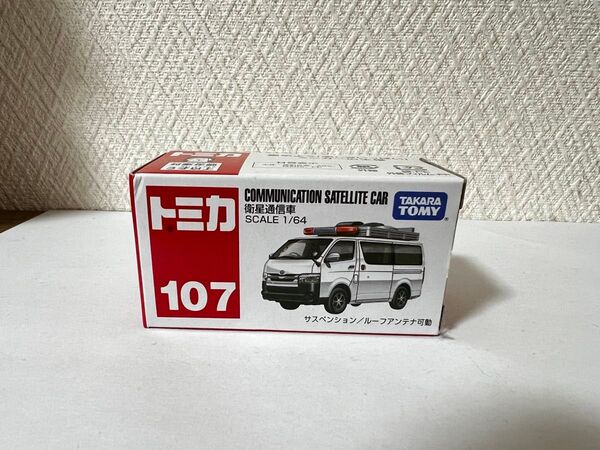 トミカ
107
COMMUNICATION SATELLITE CAR
衛星通信車
SCALE 1/64
TAKARA
TOMY
サスペンション/ルーフアンテナ可動